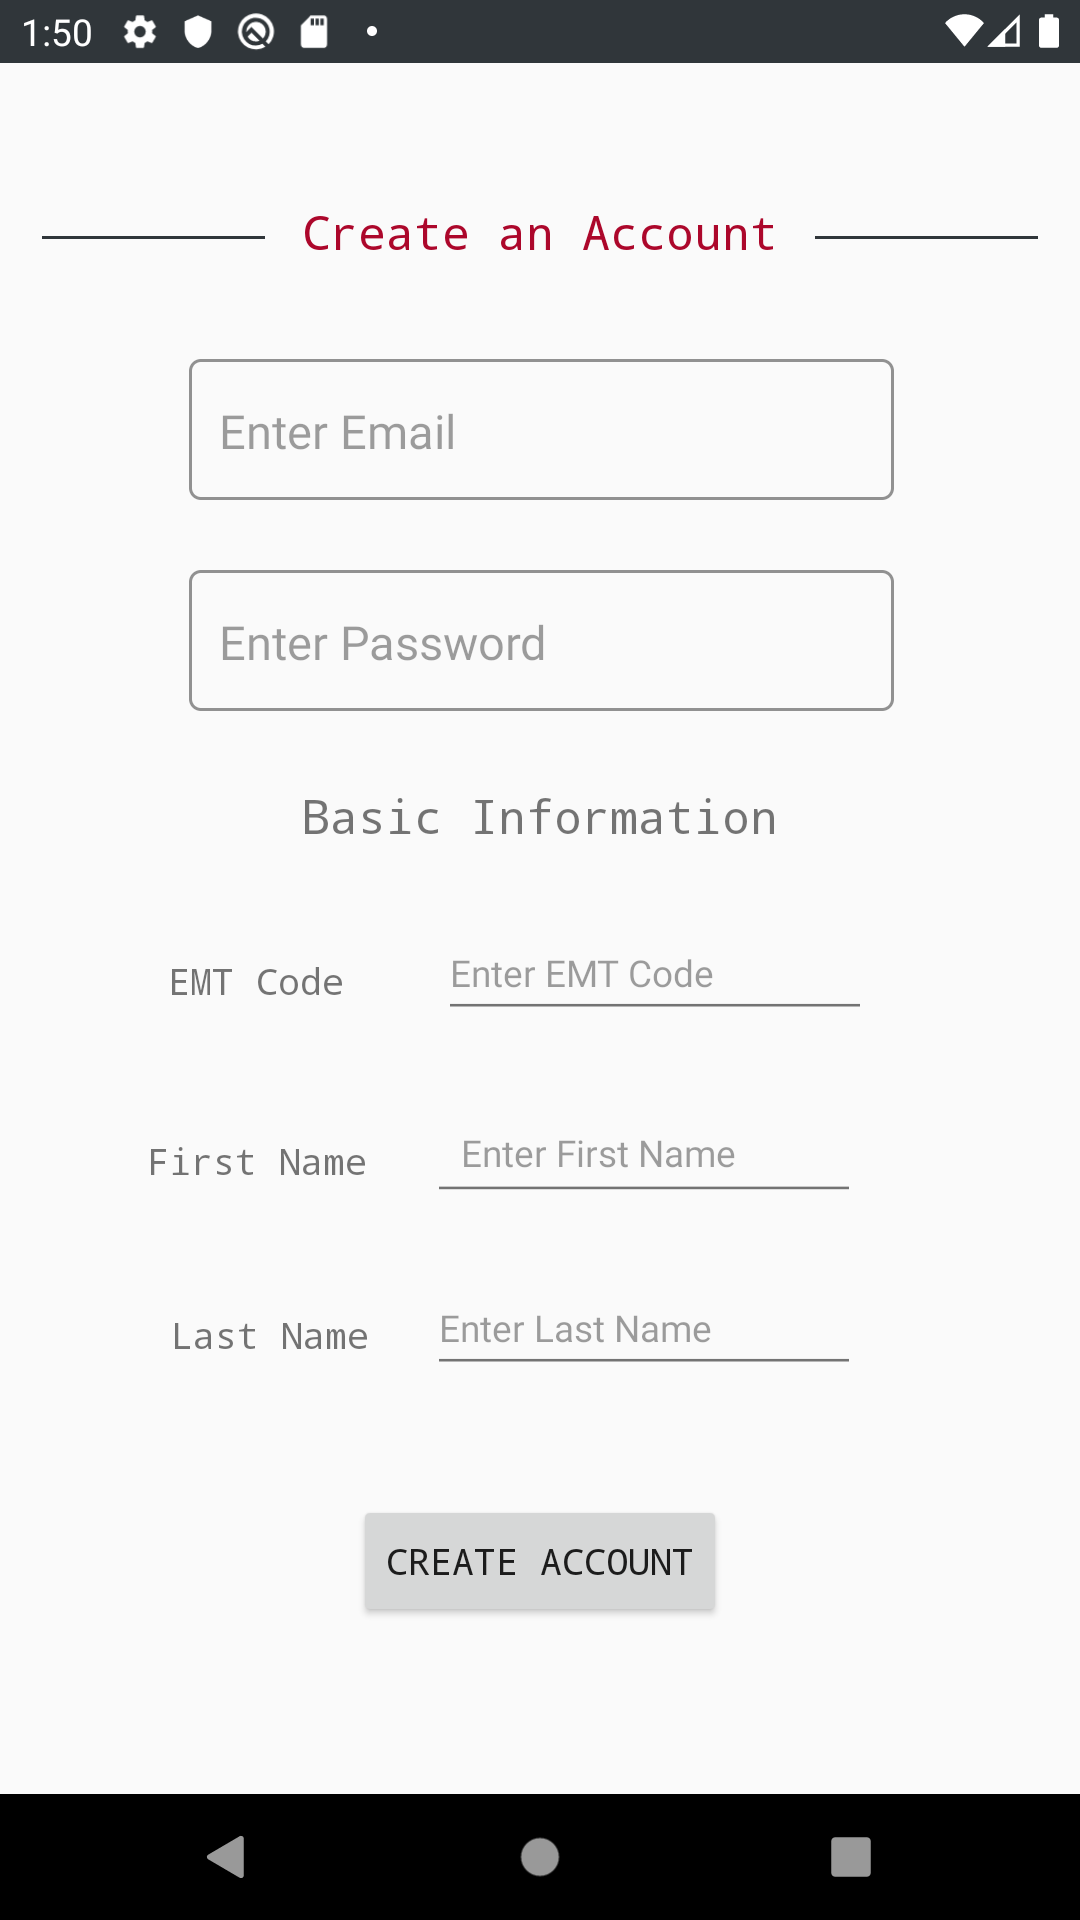 1:50
Create an Account
Enter Email
Enter Password
Basic Information
EMT Code
Enter EMT Code
First Name
Enter First Name
Last Name
Enter Last Name
CREATE ACCOUNT